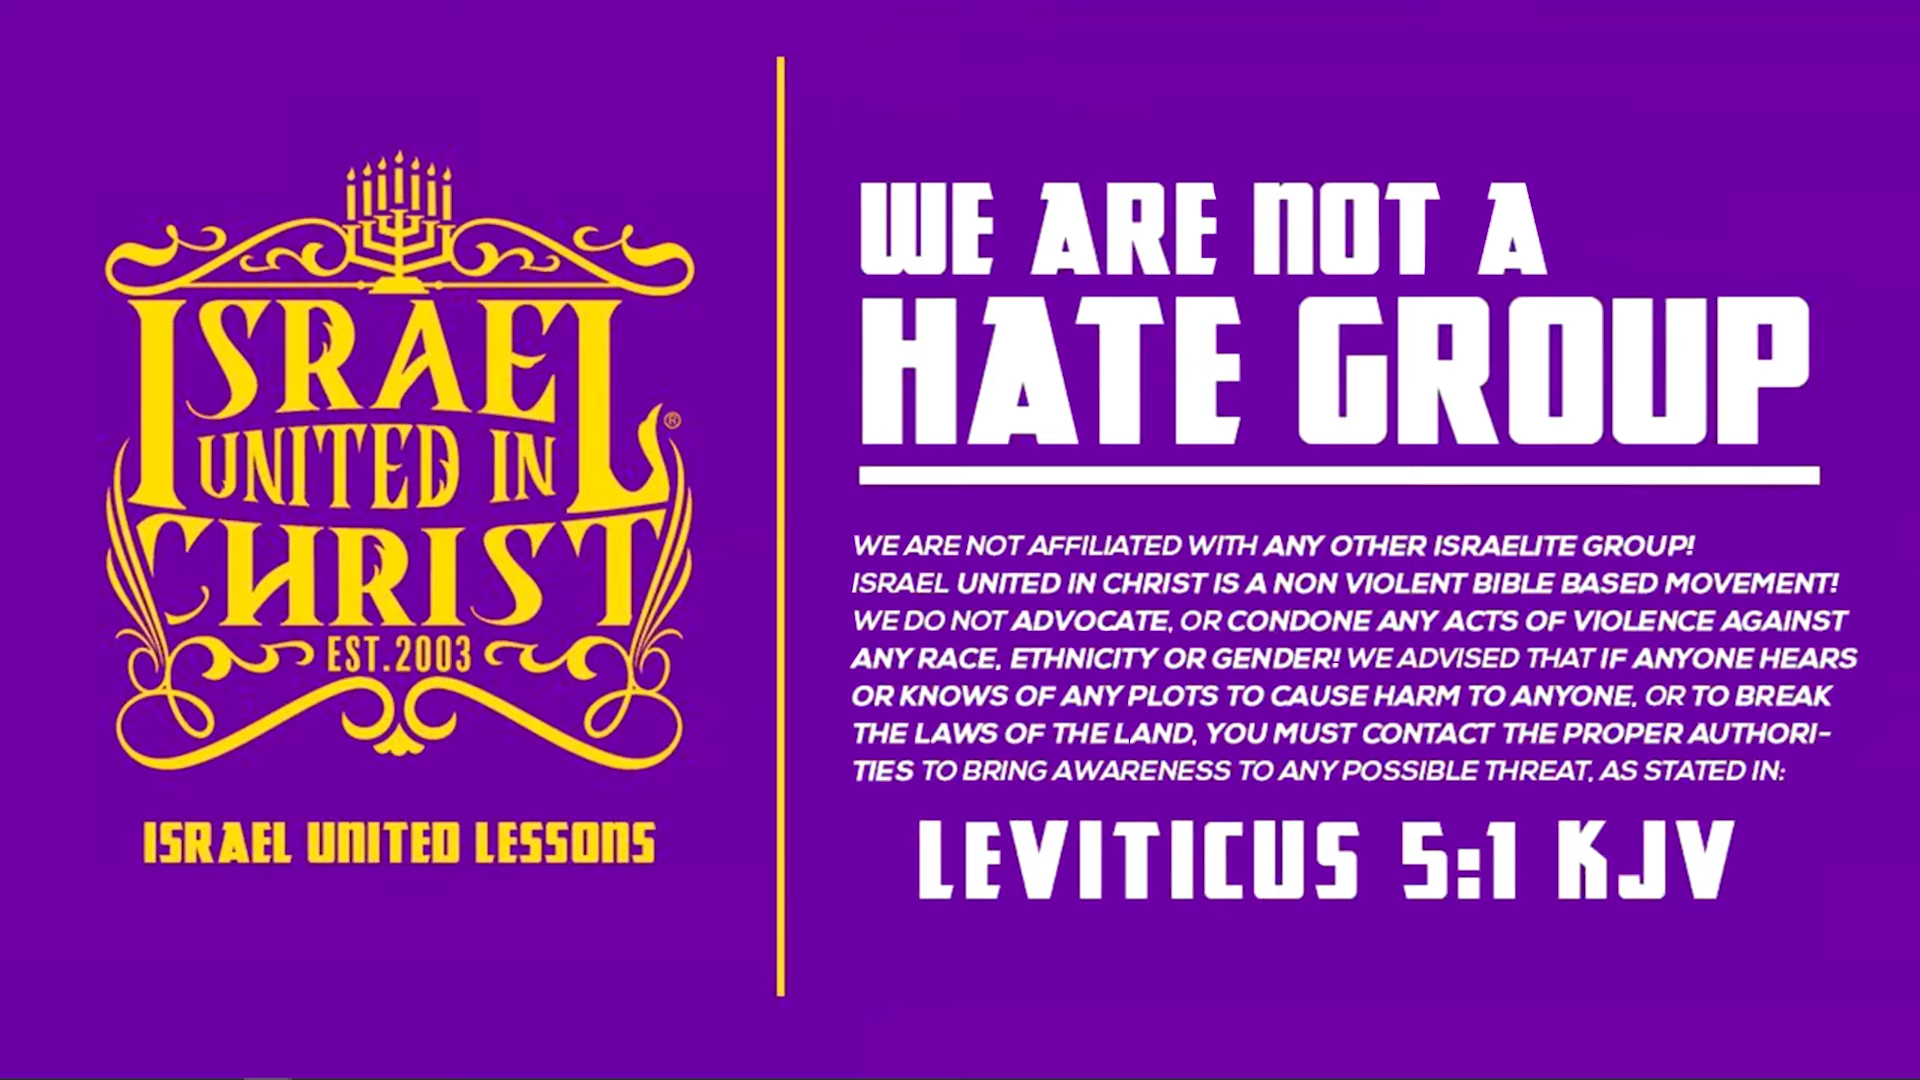 ISRAEL
UNITED IN
CHRIST
®
EST.2003
ISRAEL UNITED LESSONS
WE ARE NOT A
HATE GROUP
WE ARE NOT AFFILIATED WITH ANY OTHER ISRAELITE GROUP!
ISRAEL UNITED IN CHRIST IS A NON VIOLENT BIBLE BASED MOVEMENT!
WE DO NOT ADVOCATE, OR CONDONE ANY ACTS OF VIOLENCE AGAINST
ANY RACE, ETHNICITY OR GENDER! WE ADVISED THAT IF ANYONE HEARS
OR KNOWS OF ANY PLOTS TO CAUSE HARM TO ANYONE, OR TO BREAK
THE LAWS OF THE LAND, YOU MUST CONTACT THE PROPER AUTHORI-
TIES TO BRING AWARENESS TO ANY POSSIBLE THREAT, AS STATED IN:
LEVITICUS 5:1 KJV